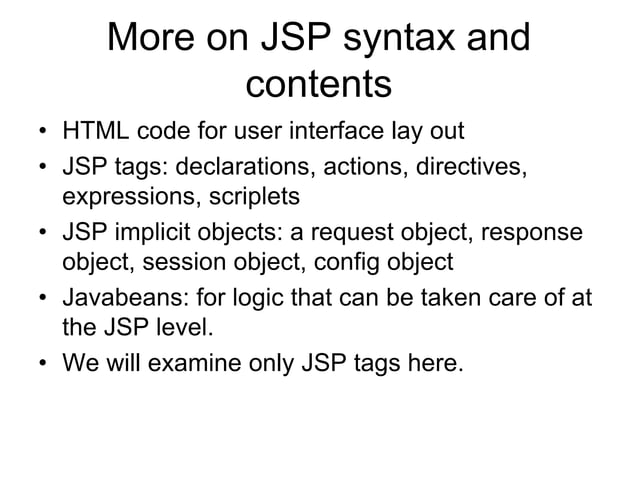 More on JSP syntax and
contents
• HTML code for user interface lay out
• JSP tags: declarations, actions, directives,
expressions, scriplets
• JSP implicit objects: a request object, response
object, session object, config object
• Javabeans: for logic that can be taken care of at
the JSP level.
• We will examine only JSP tags here.